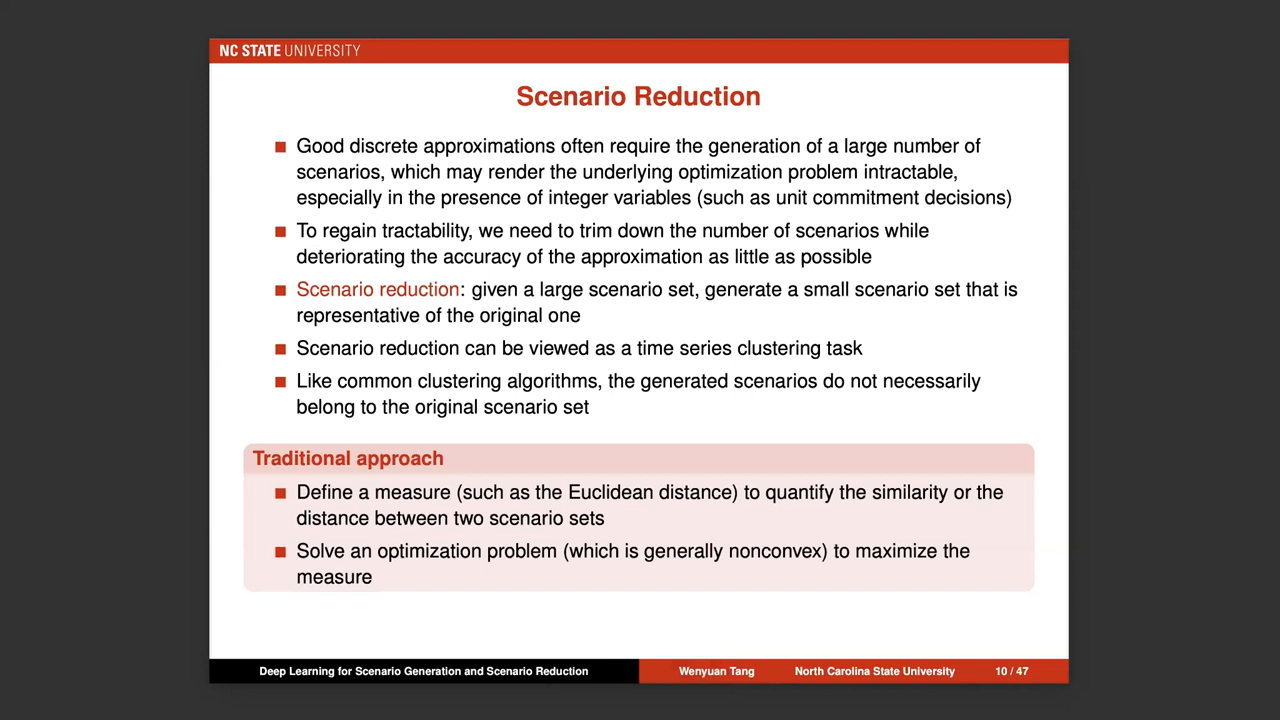 NC STATE UNIVERSITY
Scenario Reduction
Good discrete approximations often require the generation of a large number of
scenarios, which may render the underlying optimization problem intractable,
especially in the presence of integer variables (such as unit commitment decisions)
To regain tractability, we need to trim down the number of scenarios while
deteriorating the accuracy of the approximation as little as possible
Scenario reduction: given a large scenario set, generate a small scenario set that is
representative of the original one
Scenario reduction can be viewed as a time series clustering task
Like common clustering algorithms, the generated scenarios do not necessarily
belong to the original scenario set
Traditional approach
Define a measure (such as the Euclidean distance) to quantify the similarity or the
distance between two scenario sets
Solve an optimization problem (which is generally nonconvex) to maximize the
measure
Deep Learning for Scenario Generation and Scenario Reduction Wenyuan Tang North Carolina State University 10 / 47